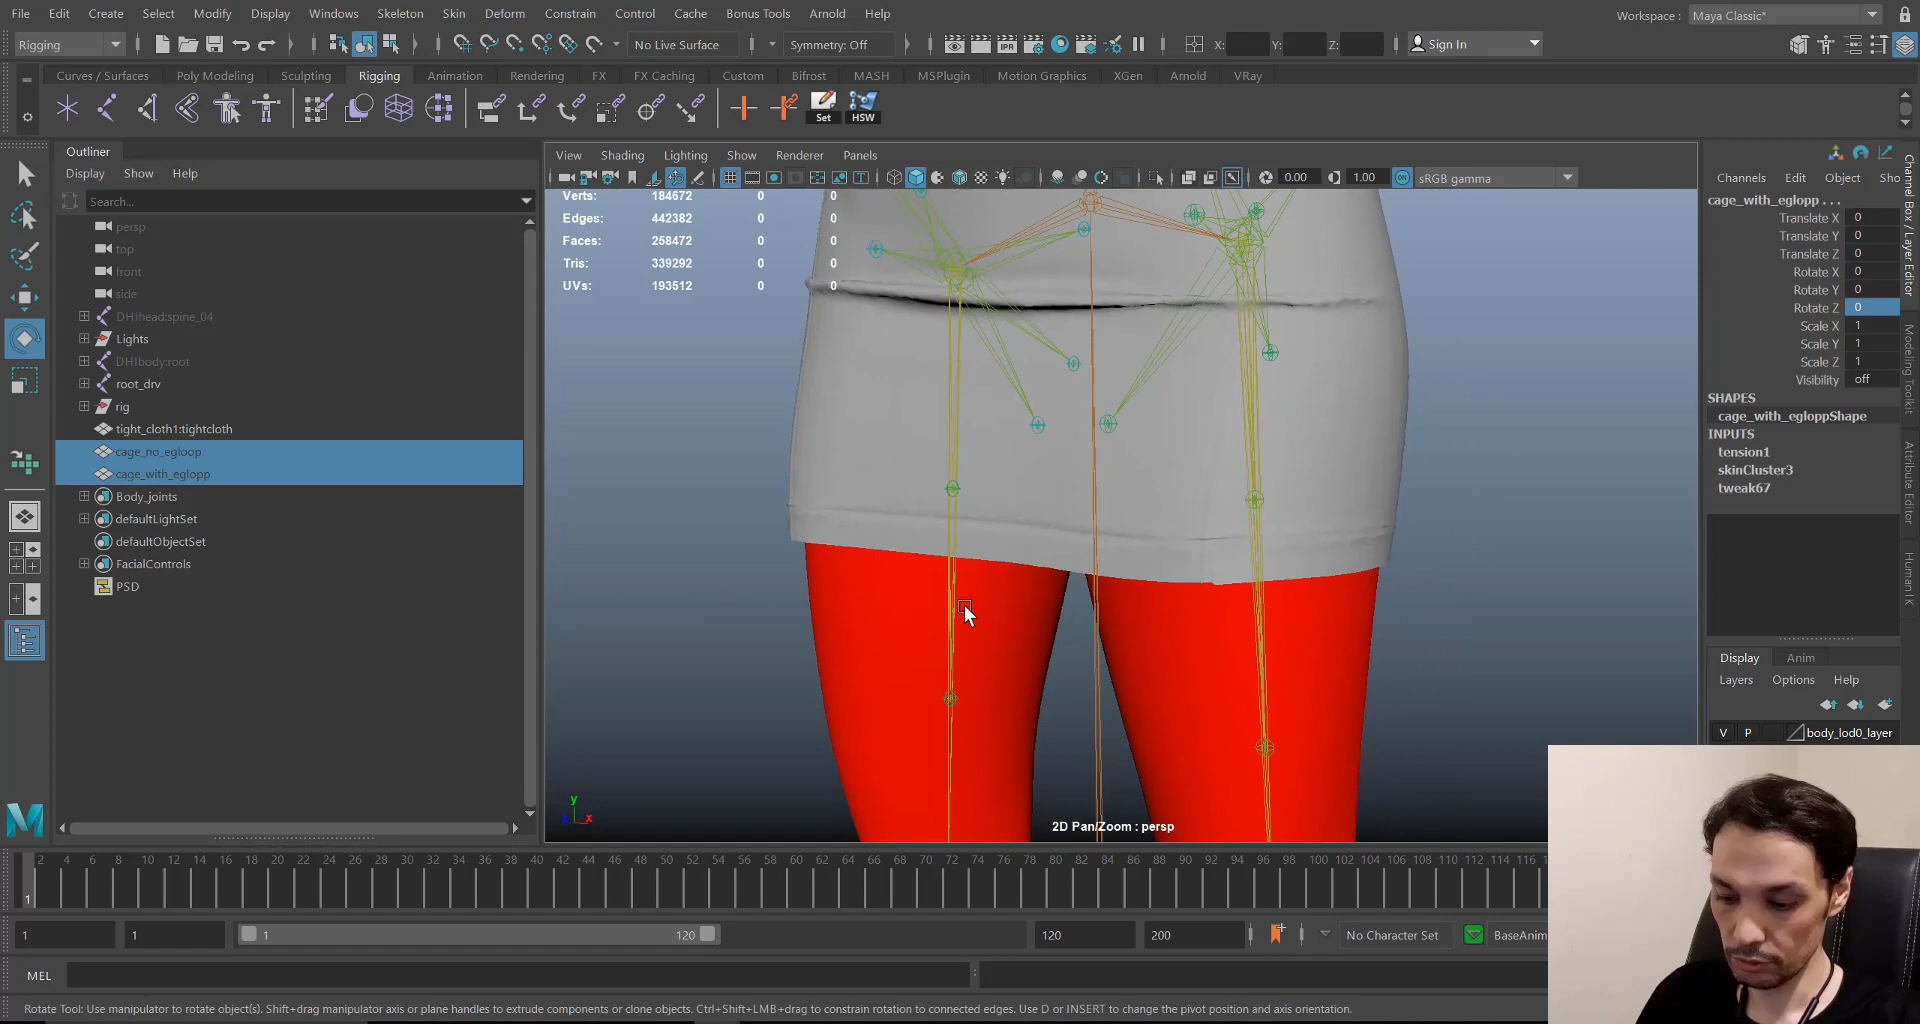 File Edit Create Select Modify Display Windows Skeleton Skin Deform Constrain Control Cache Bonus Tools Arnold Help
Workspace : Maya Classic*
Rigging
No Live Surface
Symmetry: Off
X: Y: Z:
Sign In
Curves / Surfaces Poly Modeling Sculpting Rigging Animation Rendering FX FX Caching Custom Bifrost MASH MSPlugin Motion Graphics XGen Arnold VRay
Set HSW
Outliner
Display Show Help
Search...
persp
top
front
side
DHIhead:spine_04
Lights
DHIbody:root
root_drv
rig
tight_cloth1:tightcloth
cage_no_egloop
cage_with_eglopp
Body_joints
defaultLightSet
defaultObjectSet
FacialControls
PSD
View Shading Lighting Show Renderer Panels
0.00 1.00 sRGB gamma
Verts: 184672 0 0
Edges: 442382 0 0
Faces: 258472 0 0
Tris: 339292 0 0
UVs: 193512 0 0
y
z x
2D Pan/Zoom : persp
Channels Edit Object Sho
cage_with_eglopp . . .
Translate X 0
Translate Y 0
Translate Z 0
Rotate X 0
Rotate Y 0
Rotate Z 0
Scale X 1
Scale Y 1
Scale Z 1
Visibility off
SHAPES
cage_with_egloppShape
INPUTS
tension1
skinCluster3
tweak67
Display Anim
Layers Options Help
V P body_lod0_layer
Channel Box / Layer Editor
Modeling Toolkit
Attribute Editor
Human IK
2 4 6 8 10 12 14 16 18 20 22 24 26 28 30 32 34 36 38 40 42 44 46 48 50 52 54 56 58 60 62 64 66 68 70 72 74 76 78 80 82 84 86 88 90 92 94 96 98 100 102 104 106 108 110 112 114 116
1
1 1 1 120 120 200 No Character Set BaseAnim
MEL
Rotate Tool: Use manipulator to rotate object(s). Shift+drag manipulator axis or plane handles to extrude components or clone objects. Ctrl+Shift+LMB+drag to constrain rotation to connected edges. Use D or INSERT to change the pivot position and axis orientation.